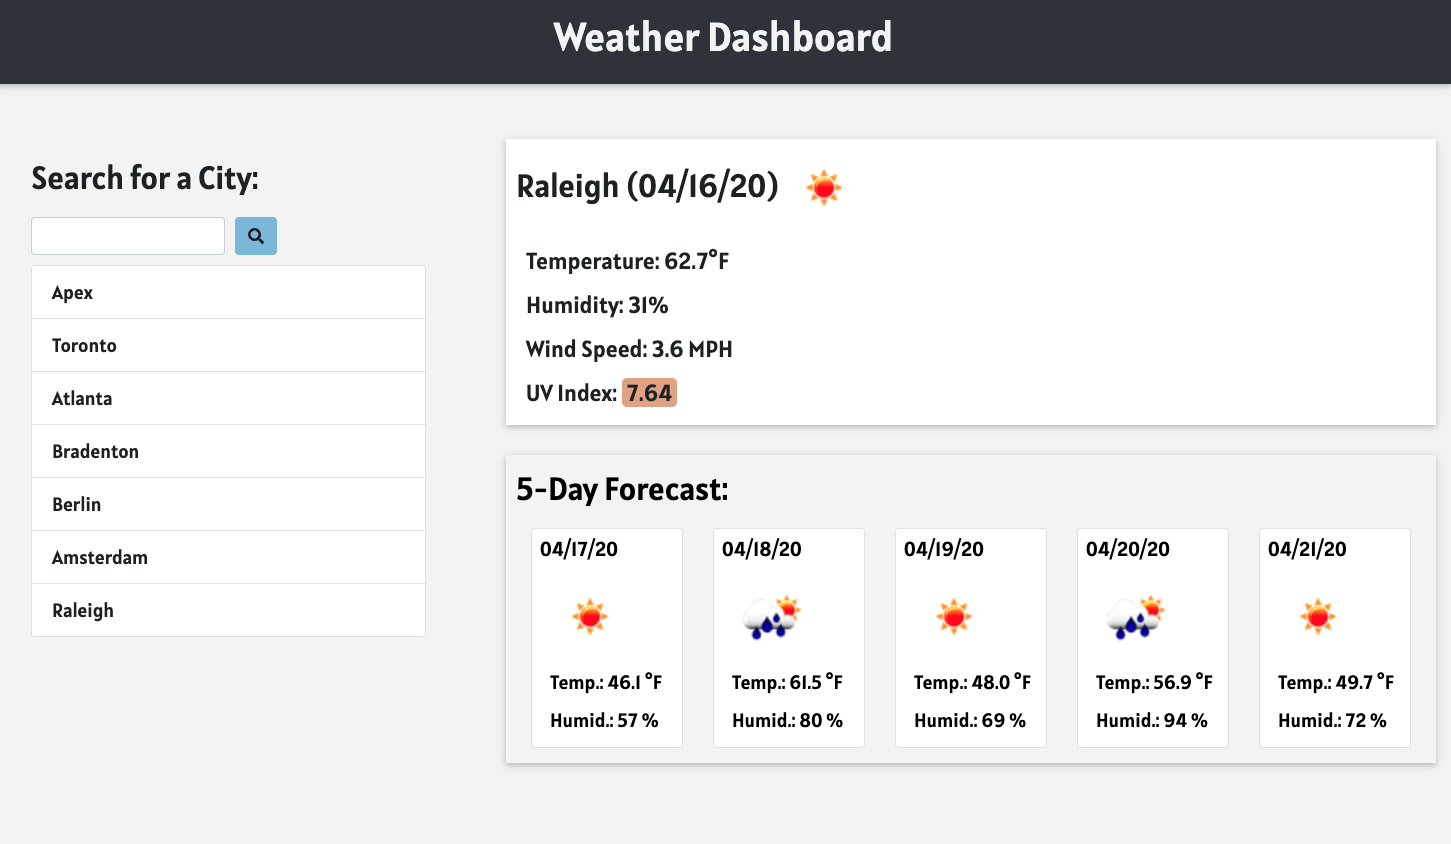 Weather Dashboard
Search for a City:
Apex
Toronto
Atlanta
Bradenton
Berlin
Amsterdam
Raleigh
Raleigh (04/16/20)
Temperature: 62.7°F
Humidity: 31%
Wind Speed: 3.6 MPH
UV Index: 7.64
5-Day Forecast:
04/17/20
Temp.: 46.1 °F
Humid.: 57 %
04/18/20
Temp.: 61.5 °F
Humid.: 80 %
04/19/20
Temp.: 48.0 °F
Humid.: 69 %
04/20/20
Temp.: 56.9 °F
Humid.: 94 %
04/21/20
Temp.: 49.7 °F
Humid.: 72 %